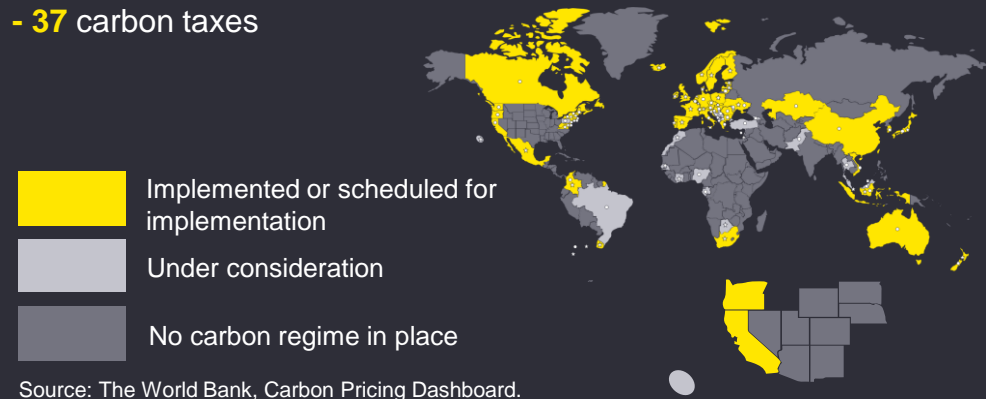 - 37 carbon taxes
Implemented or scheduled for
implementation
Under consideration
No carbon regime in place
Source: The World Bank, Carbon Pricing Dashboard.